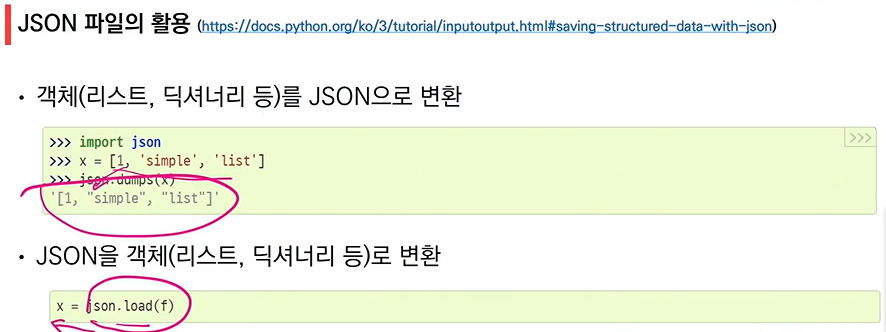 JSON 파일의 활용 (https://docs.python.org/ko/3/tutorial/inputoutput.html#saving-structured-data-with-json)
• 객체(리스트, 딕셔너리 등)를 JSON으로 변환
>>>
>>> import json
>>> x = [1, 'simple', 'list']
>>> json.dumps(x)
'[1, "simple", "list"]'
• JSON을 객체(리스트, 딕셔너리 등)로 변환
x = json.load(f)